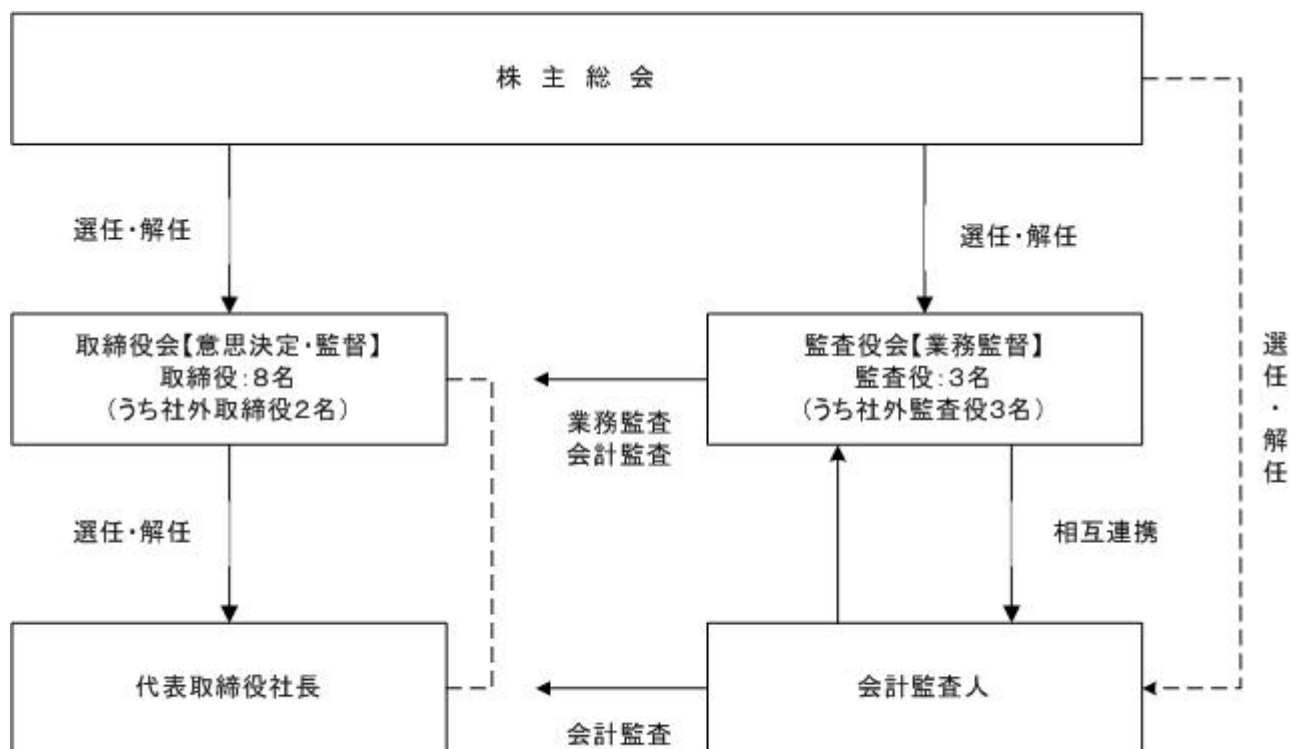 株 主 総 会
選任・解任
選任・解任
選任・解任
取締役会【意思決定・監督】
取締役：８名
（うち社外取締役２名）
監査役会【業務監督】
監査役：３名
（うち社外監査役３名）
業務監査
会計監査
選任・解任
相互連携
代表取締役社長
会計監査人
会計監査